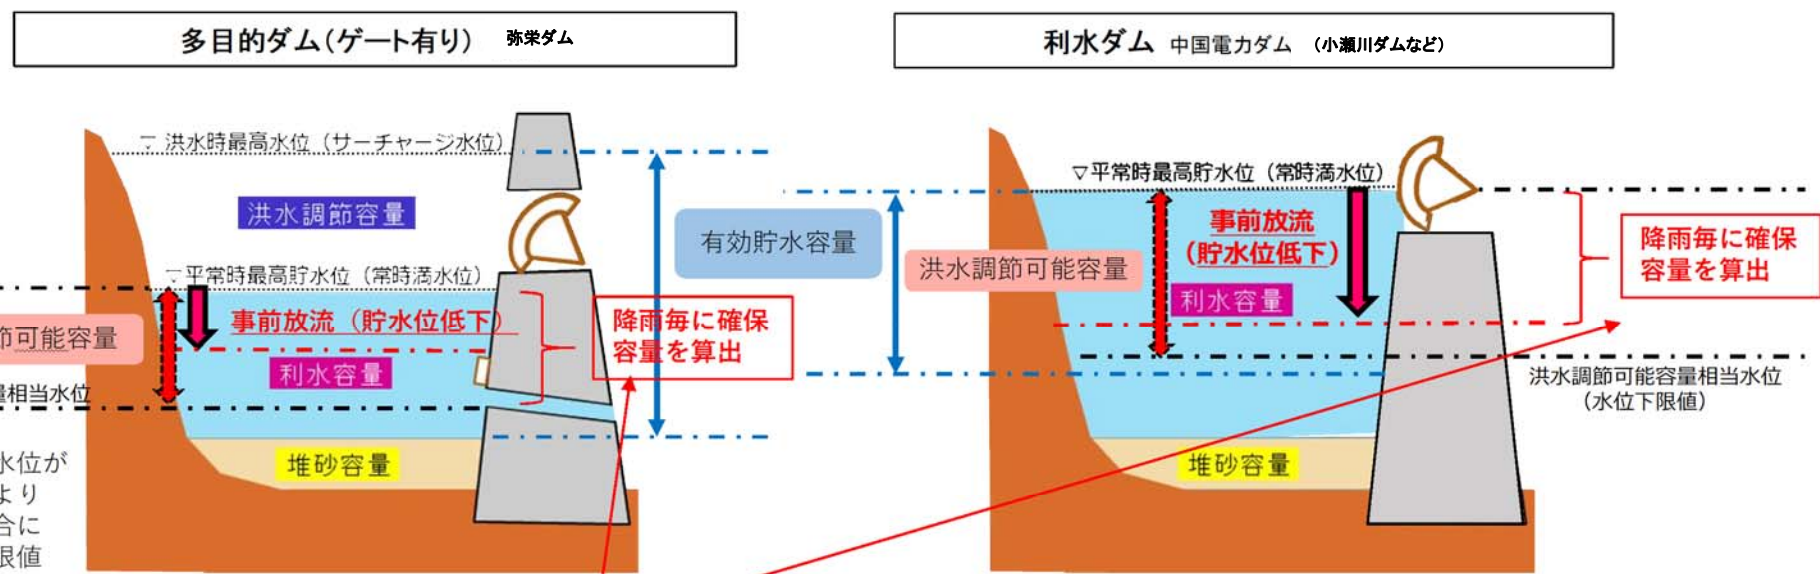 多目的ダム(ゲート有り) 弥栄ダム
▽ 洪水時最高水位(サーチャージ水位)
洪水調節容量
有効貯水容量
▽平常時最高貯水位(常時満水位)
節可能容量
事前放流(貯水位低下)
降雨毎に確保
容量を算出
利水容量
量相当水位
堆砂容量
水位が
より
合に
限値
利水ダム 中国電力ダム (小瀬川ダムなど)
▽平常時最高貯水位(常時満水位)
事前放流
(貯水位低下)
降雨毎に確保
容量を算出
洪水調節可能容量
利水容量
洪水調節可能容量相当水位
(水位下限値)
堆砂容量